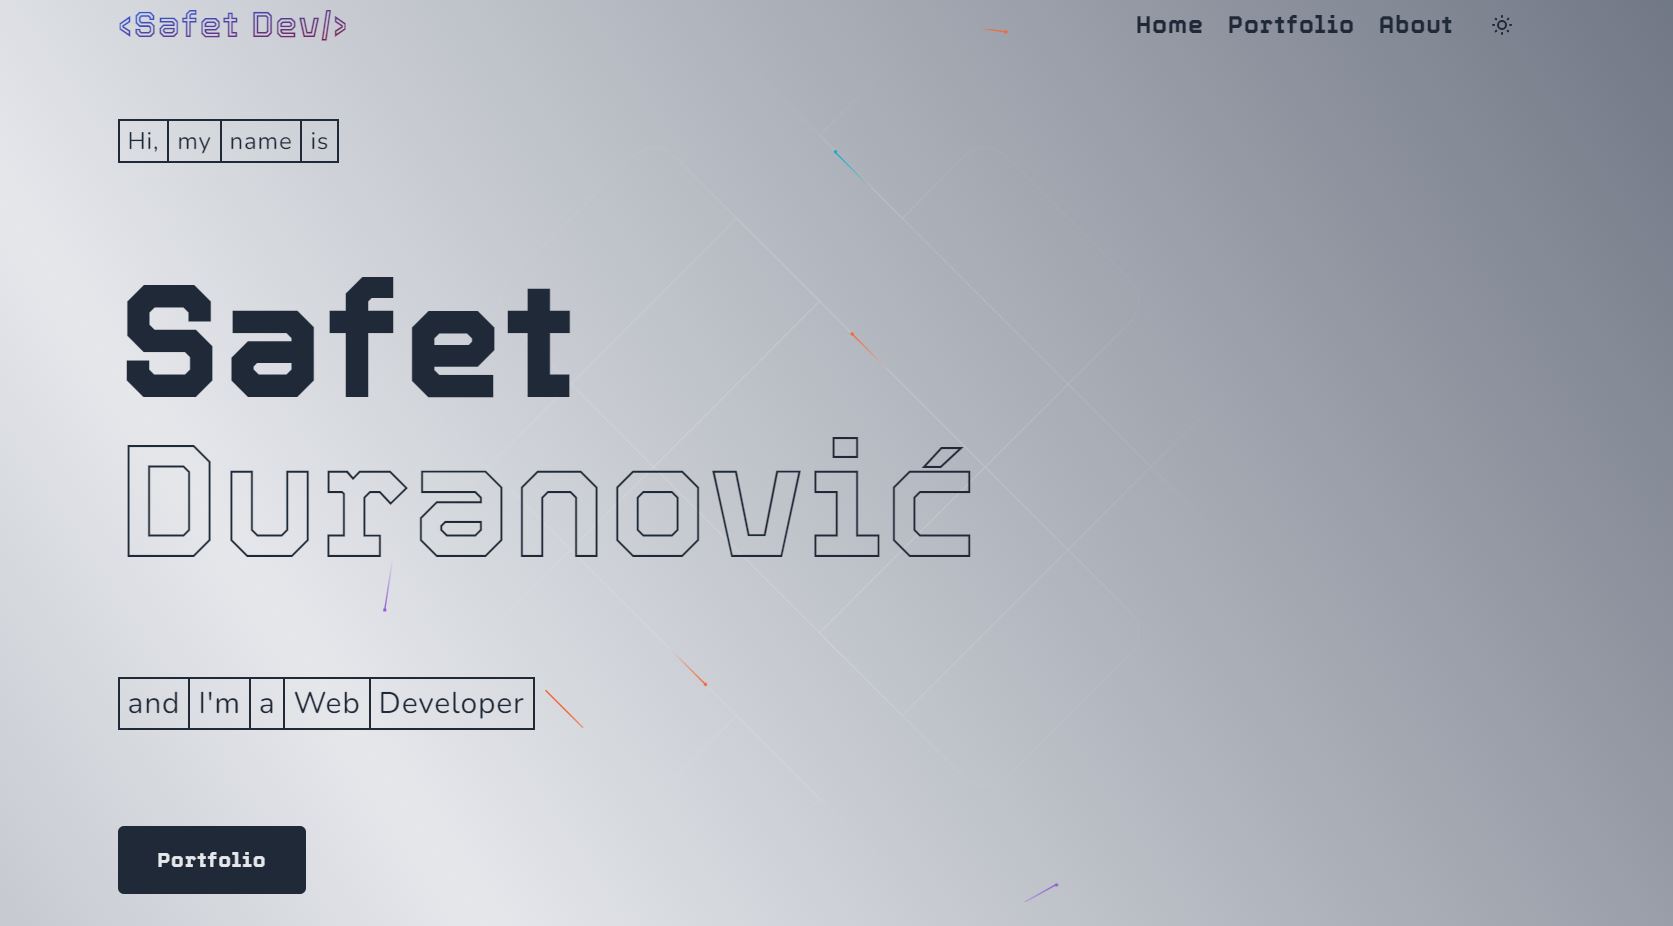 <Safet Dev/>
Home Portfolio About
Hi, my name is
Safet
Duranović
and I'm a Web Developer
Portfolio